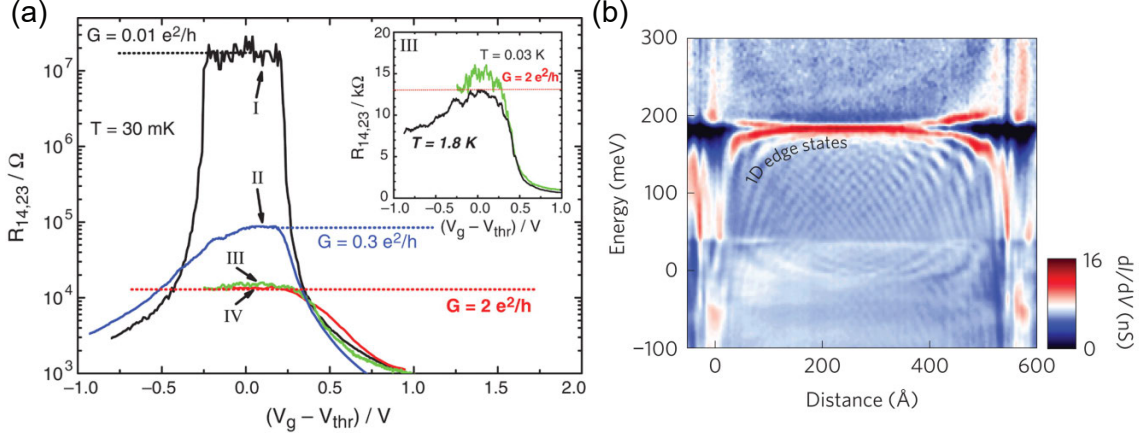 (a)
G = 0.01 e²/h
10⁷
I
T = 30 mK
10⁶
R₁₄,₂₃ / Ω
II
10⁵
G = 0.3 e²/h
III
10⁴
G = 2 e²/h
IV
10³
−1.0 −0.5 0.0 0.5 1.0 1.5 2.0
(V_g − V_thr) / V
III
T = 0.03 K
G = 2 e²/h
20
15
10
5
0
R₁₄,₂₃ / kΩ
T = 1.8 K
−1.0 −0.5 0.0 0.5 1.0
(V_g − V_thr) / V
(b)
300
200
100
0
−100
Energy (meV)
1D edge states
0 200 400 600
Distance (Å)
16
0
dI/dV (nS)